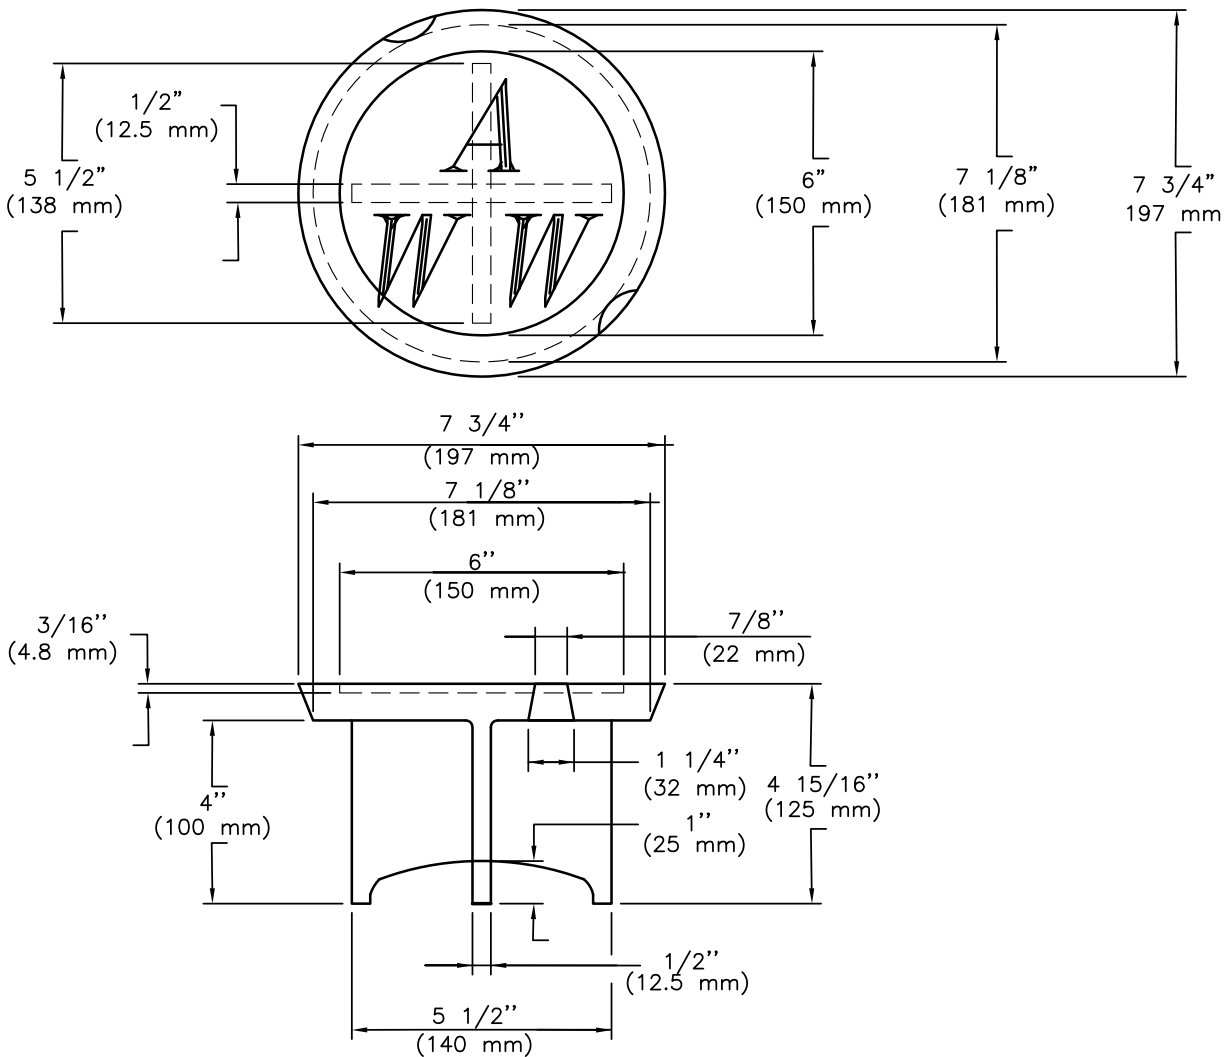 1/2”
(12.5 mm)
5 1/2”
(138 mm)
A
W W
6”
(150 mm)
7 1/8”
(181 mm)
7 3/4”
197 mm
7 3/4’’
(197 mm)
7 1/8’’
(181 mm)
6’’
(150 mm)
3/16’’
(4.8 mm)
7/8’’
(22 mm)
1 1/4’’
(32 mm)
4 15/16’’
(125 mm)
4’’
(100 mm)
1’’
(25 mm)
1/2’’
(12.5 mm)
5 1/2’’
(140 mm)